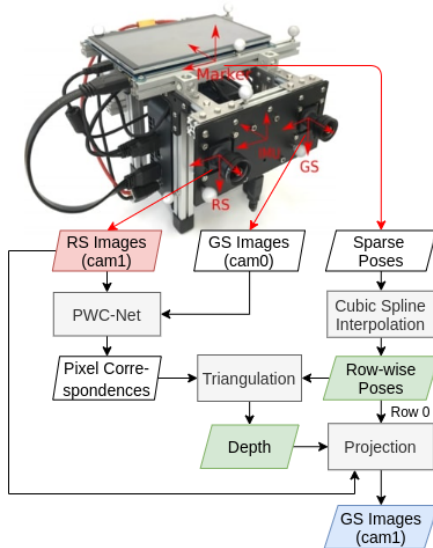 Marker
IMU
GS
RS
RS Images
(cam1)
GS Images
(cam0)
Sparse
Poses
PWC-Net
Cubic Spline
Interpolation
Pixel Corre-
spondences
Triangulation
Row-wise
Poses
Row 0
Depth
Projection
GS Images
(cam1)